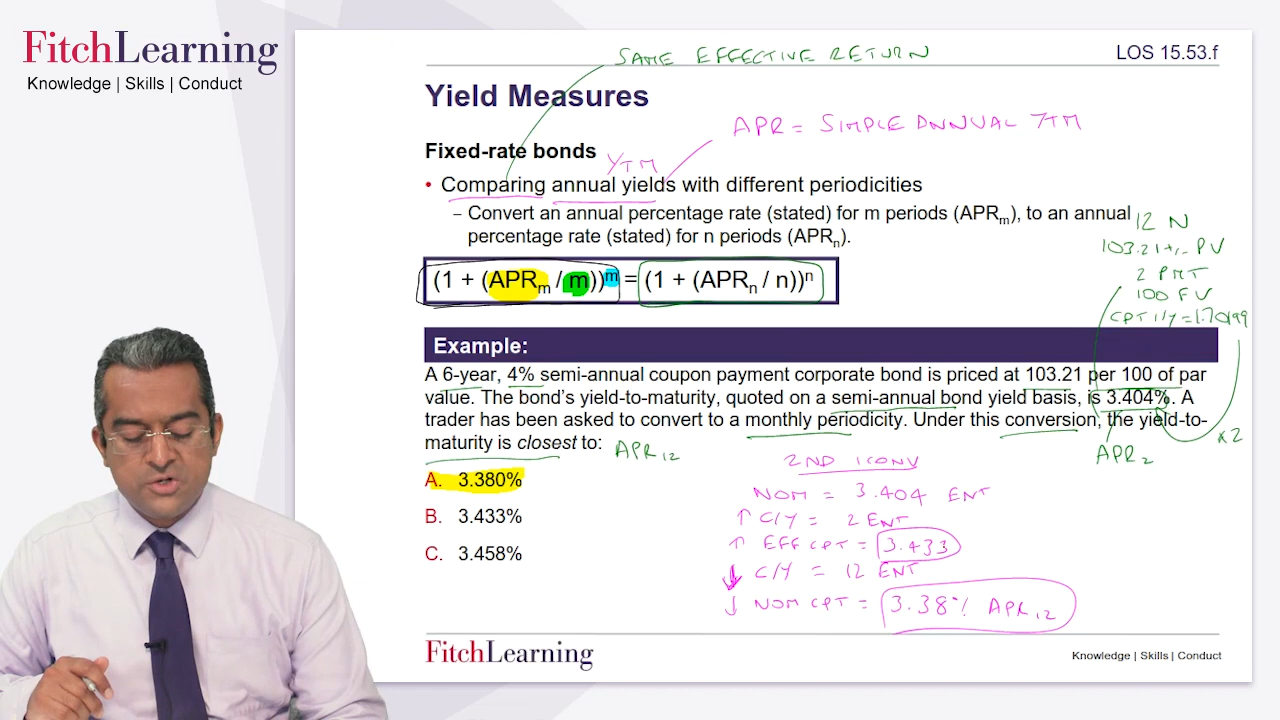 FitchLearning
Knowledge | Skills | Conduct
SAME EFFECTIVE RETURN
LOS 15.53.f
Yield Measures
APR = SIMPLE ANNUAL YTM
Fixed-rate bonds
YTM
• Comparing annual yields with different periodicities
– Convert an annual percentage rate (stated) for m periods (APRm), to an annual
percentage rate (stated) for n periods (APRn).
12 N
103.21 +/- PV
2 PMT
100 FV
CPT I/Y = 1.70199
(1 + (APRm / m))^m = (1 + (APRn / n))^n
Example:
A 6-year, 4% semi-annual coupon payment corporate bond is priced at 103.21 per 100 of par
value. The bond's yield-to-maturity, quoted on a semi-annual bond yield basis, is 3.404%. A
trader has been asked to convert to a monthly periodicity. Under this conversion, the yield-to-
maturity is closest to:
APR12
APR2
x2
A. 3.380%
B. 3.433%
C. 3.458%
2ND ICONV
NOM = 3.404 ENT
↑ C/Y = 2 ENT
↑ EFF CPT = 3.433
↓ C/Y = 12 ENT
↓ NOM CPT = 3.38% APR12
FitchLearning
Knowledge | Skills | Conduct